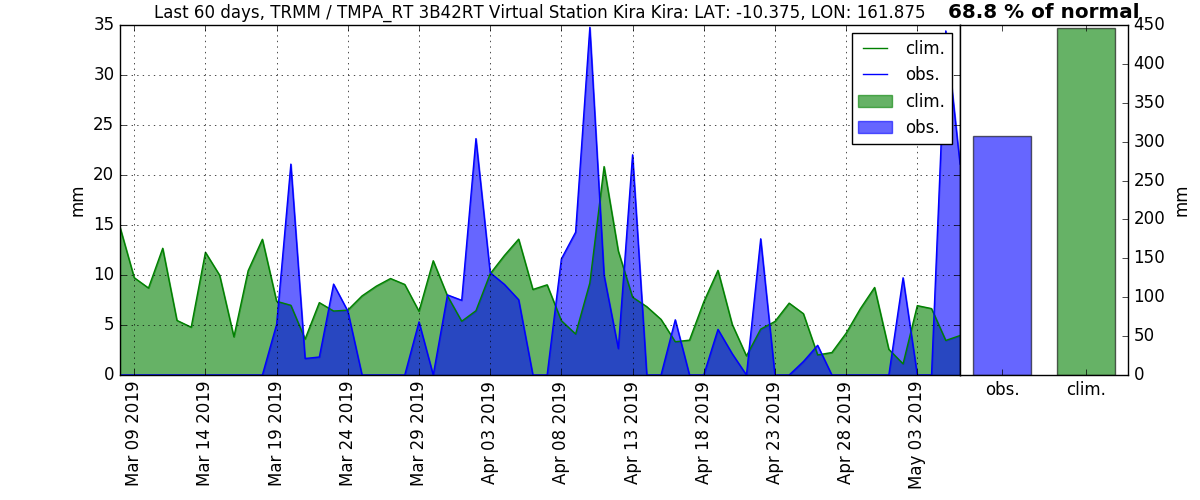 Last 60 days, TRMM / TMPA_RT 3B42RT Virtual Station Kira Kira: LAT: -10.375, LON: 161.875
68.8 % of normal
35
30
25
20
15
10
5
0
mm
clim.
obs.
clim.
obs.
450
400
350
300
250
200
150
100
50
0
mm
Mar 09 2019
Mar 14 2019
Mar 19 2019
Mar 24 2019
Mar 29 2019
Apr 03 2019
Apr 08 2019
Apr 13 2019
Apr 18 2019
Apr 23 2019
Apr 28 2019
May 03 2019
obs.
clim.